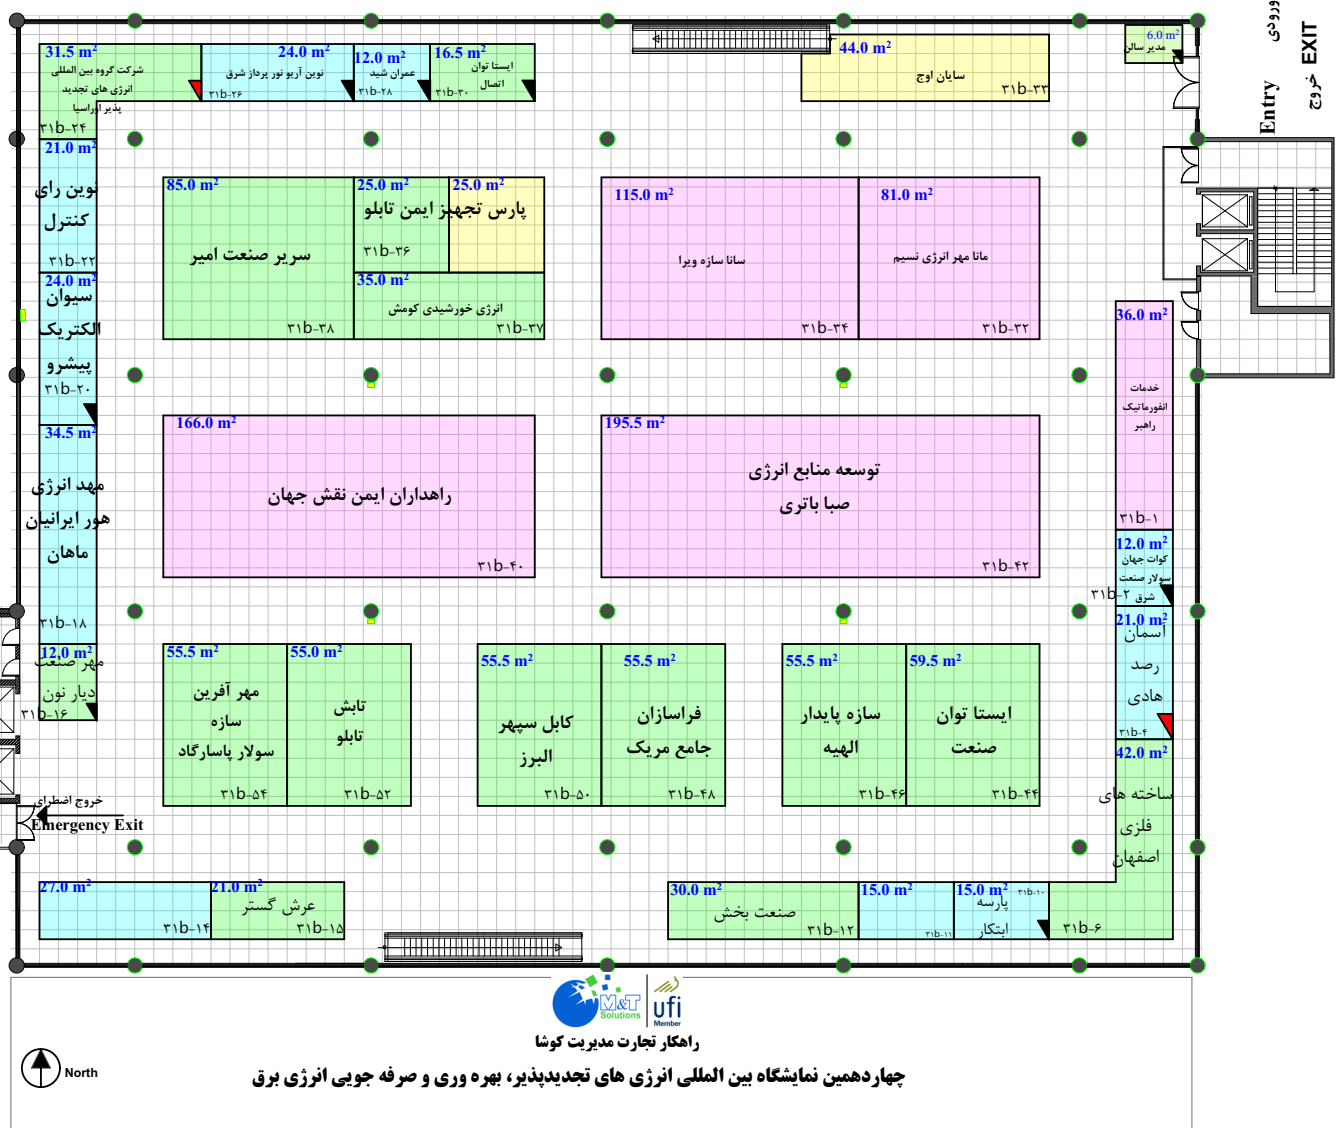 31.5 m²
شرکت گروه بین المللی
انرژی های تجدید
پذیر اوراسیا
۳۱b-۲۴
24.0 m²
نوین آریو نور پرداز شرق
۳۱b-۲۶
12.0 m²
عمران شید
۳۱b-۲۸
16.5 m²
ایستا توان
اتصال
۳۱b-۳۰
44.0 m²
سایان اوج
۳۱b-۳۳
6.0 m²
مدیر سالن
ورودی
Entry
خروج EXIT
21.0 m²
نوین رای
کنترل
۳۱b-۲۲
85.0 m²
سریر صنعت امیر
۳۱b-۳۸
25.0 m²
25.0 m²
پارس تجهیز ایمن تابلو
۳۱b-۳۶
35.0 m²
انرژی خورشیدی کومش
۳۱b-۳۷
115.0 m²
سانا سازه ویرا
۳۱b-۳۴
81.0 m²
مانا مهر انرژی نسیم
۳۱b-۳۲
24.0 m²
سیوان
الکتریک
پیشرو
۳۱b-۲۰
36.0 m²
خدمات
انفورماتیک
راهبر
۳۱b-۱
34.5 m²
مهد انرژی
هور ایرانیان
ماهان
۳۱b-۱۸
166.0 m²
راهداران ایمن نقش جهان
۳۱b-۴۰
195.5 m²
توسعه منابع انرژی
صبا باتری
۳۱b-۴۲
12.0 m²
کوات جهان
سولار صنعت
شرق
۳۱b-۲
21.0 m²
آسمان
رصد
هادی
۳۱b-۴
12.0 m²
مهر صنعت
دیار نون
۳۱b-۱۶
55.5 m²
مهر آفرین
سازه
سولار پاسارگاد
۳۱b-۵۴
55.0 m²
تابش
تابلو
۳۱b-۵۲
55.5 m²
کابل سپهر
البرز
۳۱b-۵۰
55.5 m²
فراسازان
جامع مریک
۳۱b-۴۸
55.5 m²
سازه پایدار
الهیه
۳۱b-۴۶
59.5 m²
ایستا توان
صنعت
۳۱b-۴۴
42.0 m²
ساخته های
فلزی
اصفهان
۳۱b-۶
خروج اضطرای
Emergency Exit
27.0 m²
۳۱b-۱۴
21.0 m²
عرش گستر
۳۱b-۱۵
30.0 m²
صنعت بخش
۳۱b-۱۲
15.0 m²
۳۱b-۱۱
15.0 m²
۳۱b-۱۰
پارسه
ابتکار
M&T
Solutions
ufi
Member
راهکار تجارت مدیریت کوشا
North
چهاردهمین نمایشگاه بین المللی انرژی های تجدیدپذیر، بهره وری و صرفه جویی انرژی برق